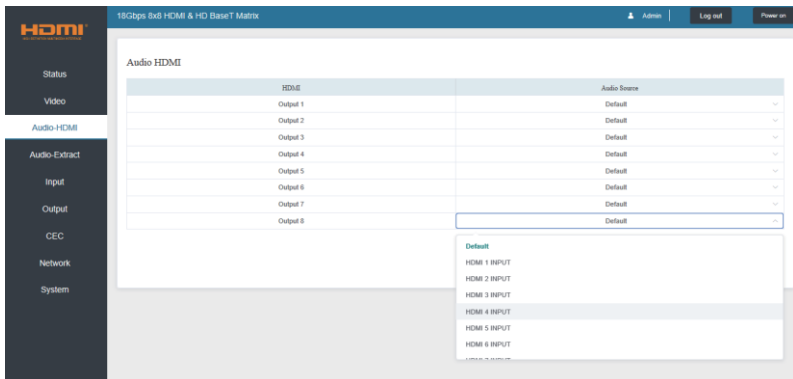 HDMI
18Gbps 8x8 HDMI & HD BaseT Matrix
Admin
Log out
Power on
Status
Video
Audio-HDMI
Audio-Extract
Input
Output
CEC
Network
System
Audio HDMI
HDMI Audio Source
Output 1 Default
Output 2 Default
Output 3 Default
Output 4 Default
Output 5 Default
Output 6 Default
Output 7 Default
Output 8 Default
Default
HDMI 1 INPUT
HDMI 2 INPUT
HDMI 3 INPUT
HDMI 4 INPUT
HDMI 5 INPUT
HDMI 6 INPUT